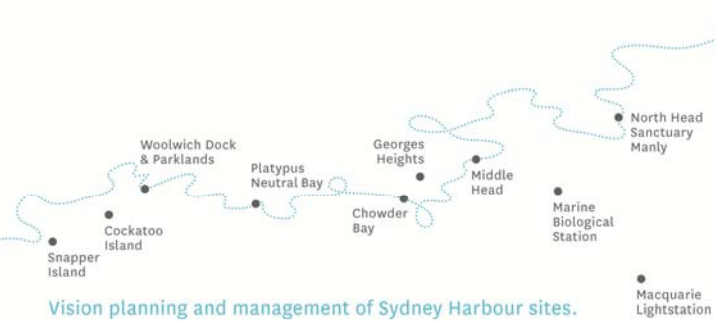 North Head
Sanctuary
Manly
Woolwich Dock
& Parklands
Georges
Heights
Platypus
Neutral Bay
Middle
Head
Marine
Biological
Station
Chowder
Bay
Cockatoo
Island
Snapper
Island
Macquarie
Lightstation
Vision planning and management of Sydney Harbour sites.